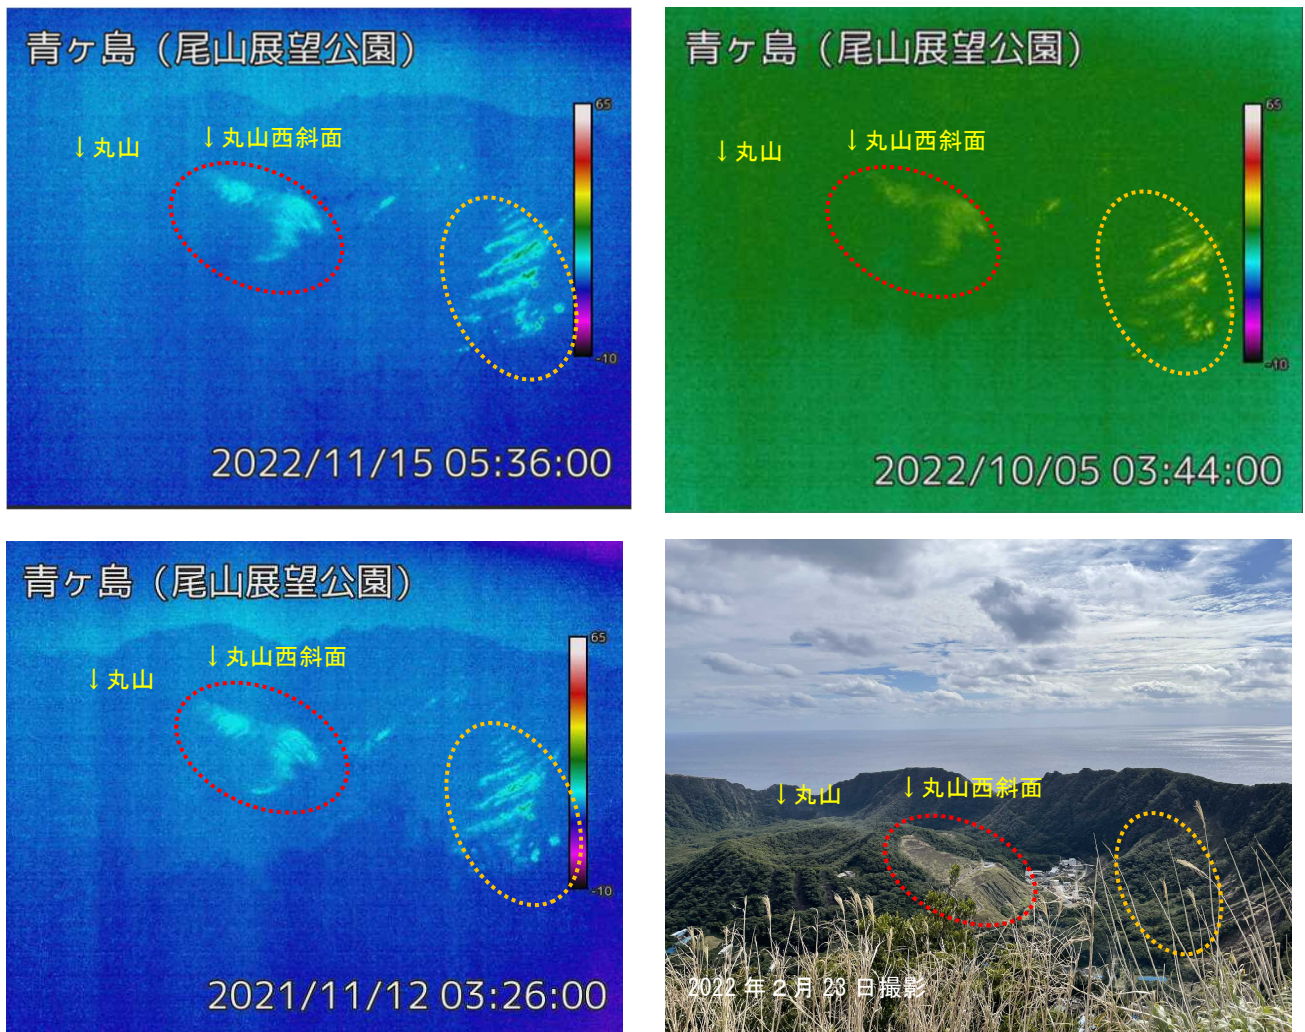 青ヶ島（尾山展望公園）
65
↓丸山
↓丸山西斜面
-10
2022/11/15 05:36:00
青ヶ島（尾山展望公園）
65
↓丸山
↓丸山西斜面
-10
2022/10/05 03:44:00
青ヶ島（尾山展望公園）
65
↓丸山
↓丸山西斜面
-10
2021/11/12 03:26:00
↓丸山
↓丸山西斜面
2022年2月23日撮影